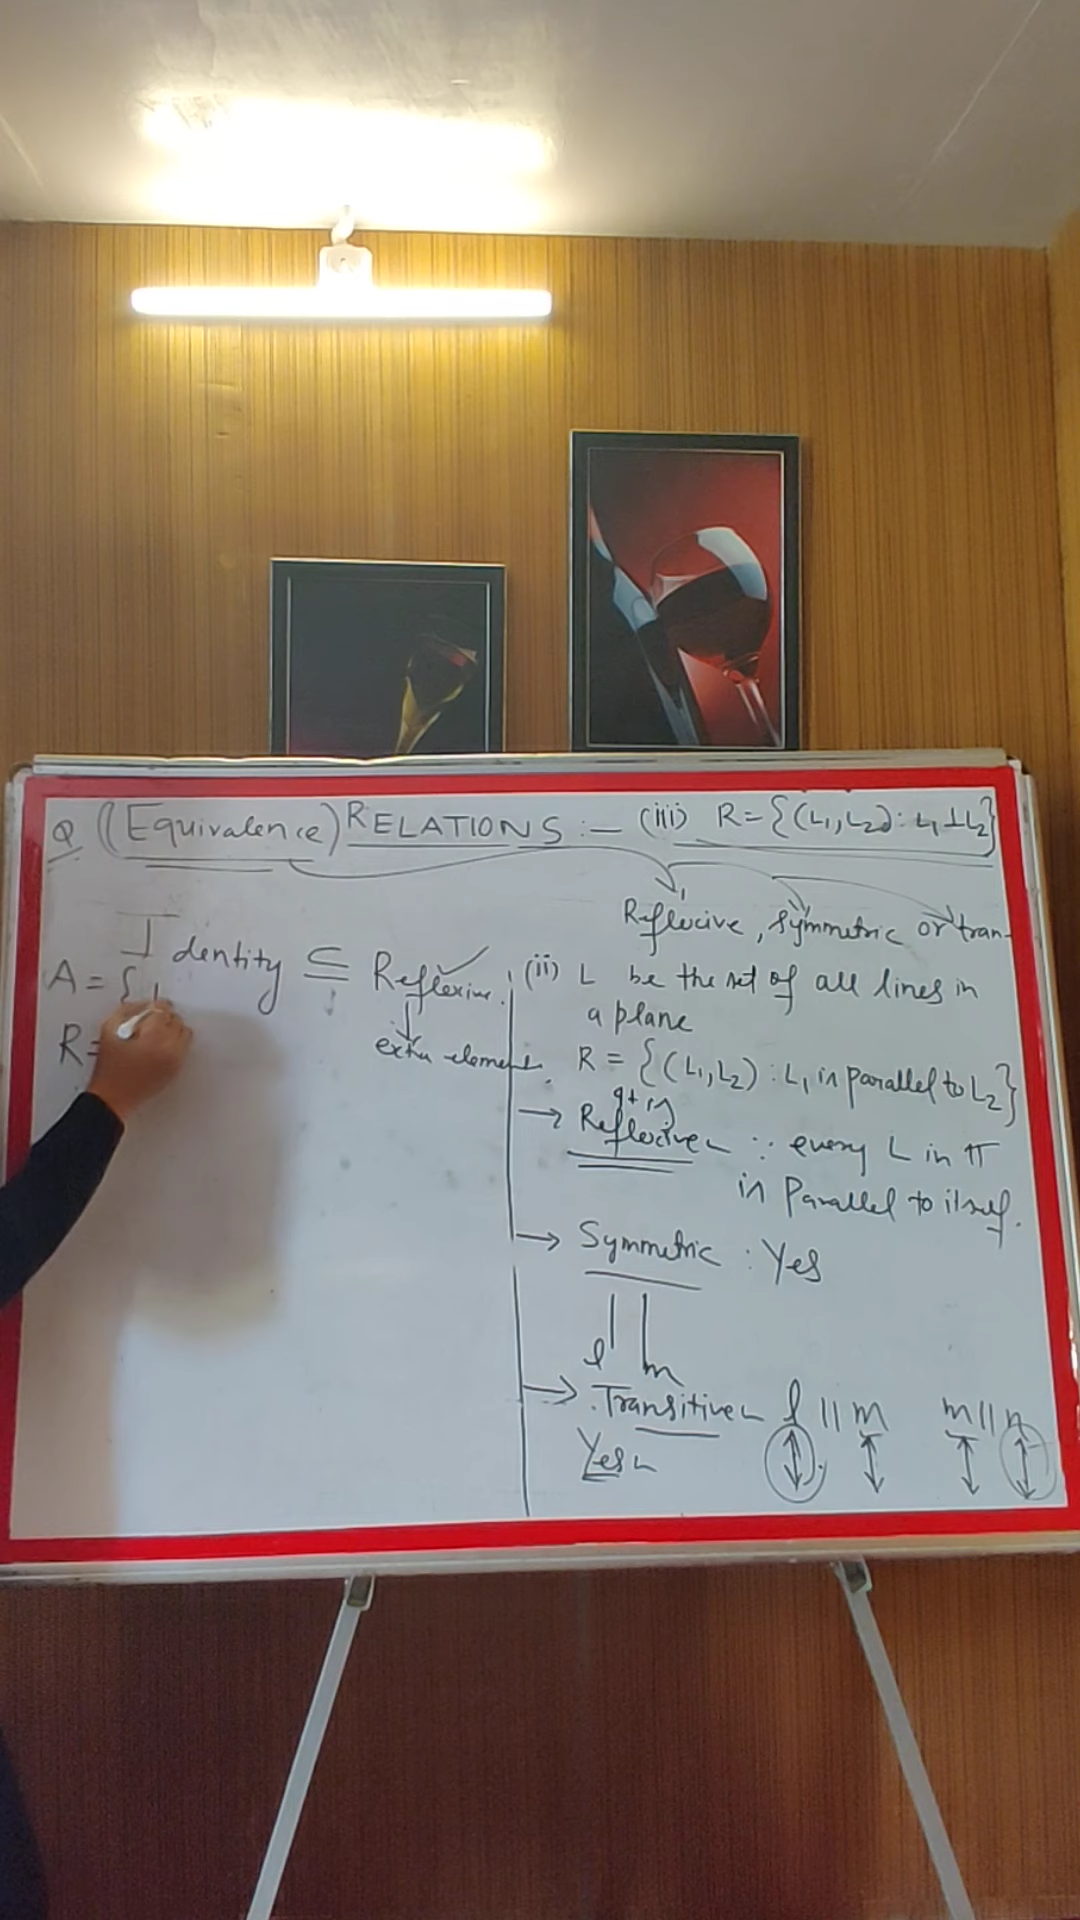 Q (Equivalence) RELATIONS :— (iii) R = {(L₁, L₂) : L₁ ⊥ L₂}
Reflexive, symmetric or tran-
Identity ⊆ Reflexive.
extra element.
A = {1
R =
(ii) L be the set of all lines in
a plane
R = {(L₁, L₂) : L₁ is parallel to L₂}
→ Reflexive ∵ every L in π
is Parallel to itself.
→ Symmetric : Yes
l m
→ Transitive l || m m || n
Yes